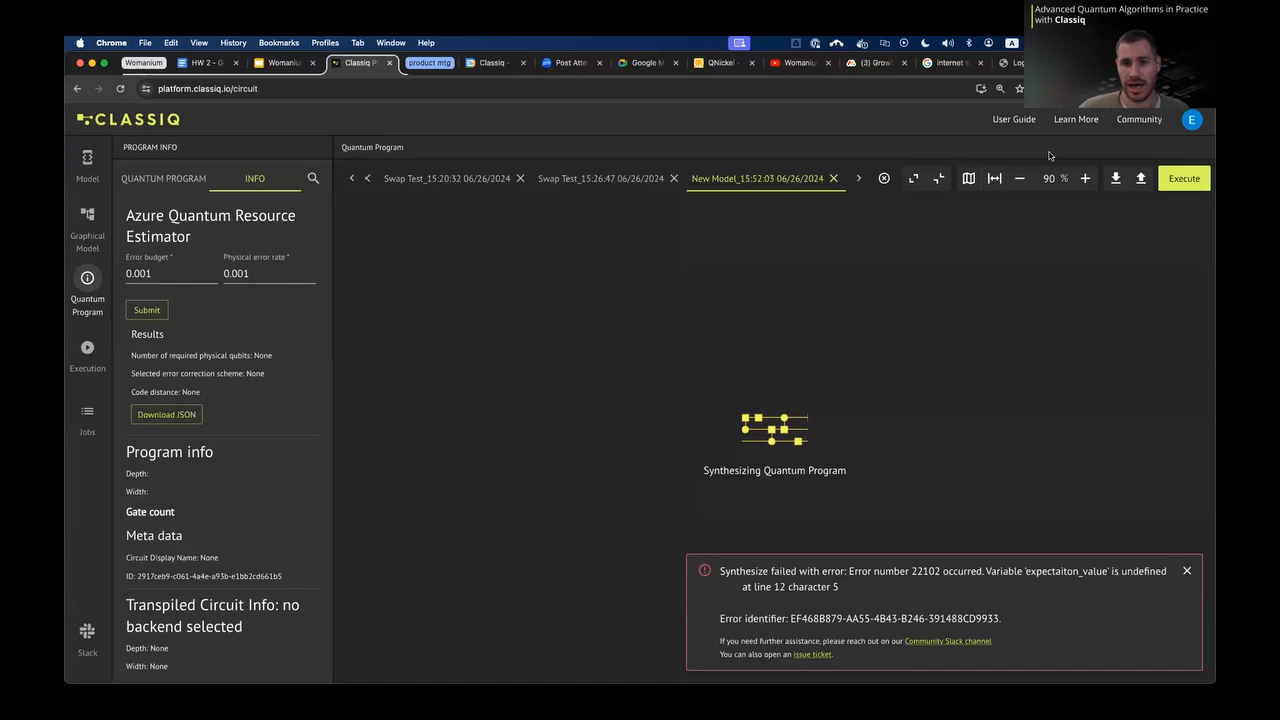 Advanced Quantum Algorithms in Practice
with Classiq
Chrome File Edit View History Bookmarks Profiles Tab Window Help
A
Womanium HW 2 - G Womaniu Classiq P product mtg Classiq - Post Atte Google M QNickel - Womaniu (3) Grow internet s Log
platform.classiq.io/circuit
CLASSIQ
User Guide Learn More Community E
PROGRAM INFO
Quantum Program
Model
Graphical
Model
Quantum
Program
Execution
Jobs
Slack
QUANTUM PROGRAM INFO
Swap Test_15:20:32 06/26/2024 Swap Test_15:26:47 06/26/2024 New Model_15:52:03 06/26/2024
90 %
Execute
Azure Quantum Resource
Estimator
Error budget * Physical error rate *
0.001 0.001
Submit
Results
Number of required physical qubits: None
Selected error correction scheme: None
Code distance: None
Download JSON
Program info
Depth:
Width:
Gate count
Meta data
Circuit Display Name: None
ID: 2917ceb9-c061-4a4e-a93b-e1bb2cd661b5
Transpiled Circuit Info: no
backend selected
Depth: None
Width: None
Synthesizing Quantum Program
Synthesize failed with error: Error number 22102 occurred. Variable 'expectaiton_value' is undefined
at line 12 character 5
Error identifier: EF468B879-AA55-4B43-B246-391488CD9933.
If you need further assistance, please reach out on our Community Slack channel
You can also open an issue ticket.